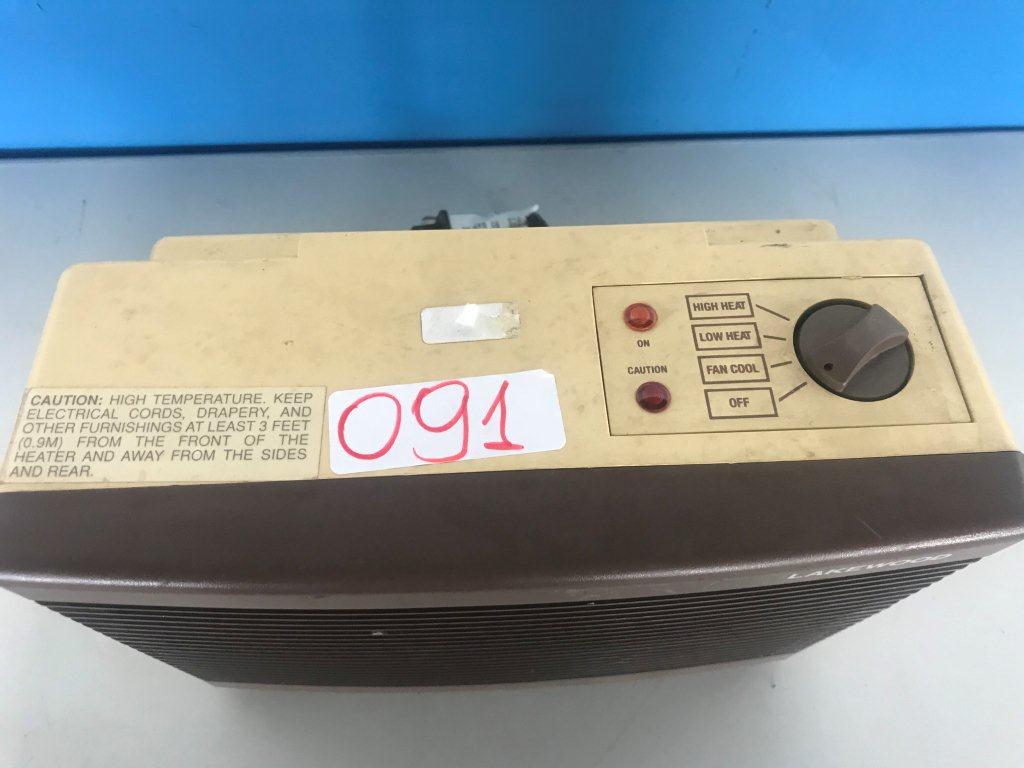 HIGH HEAT
ON
LOW HEAT
CAUTION
FAN COOL
OFF
CAUTION: HIGH TEMPERATURE. KEEP
ELECTRICAL CORDS, DRAPERY, AND
OTHER FURNISHINGS AT LEAST 3 FEET
(0.9M) FROM THE FRONT OF THE
HEATER AND AWAY FROM THE SIDES
AND REAR.
091
LAKEWOOD